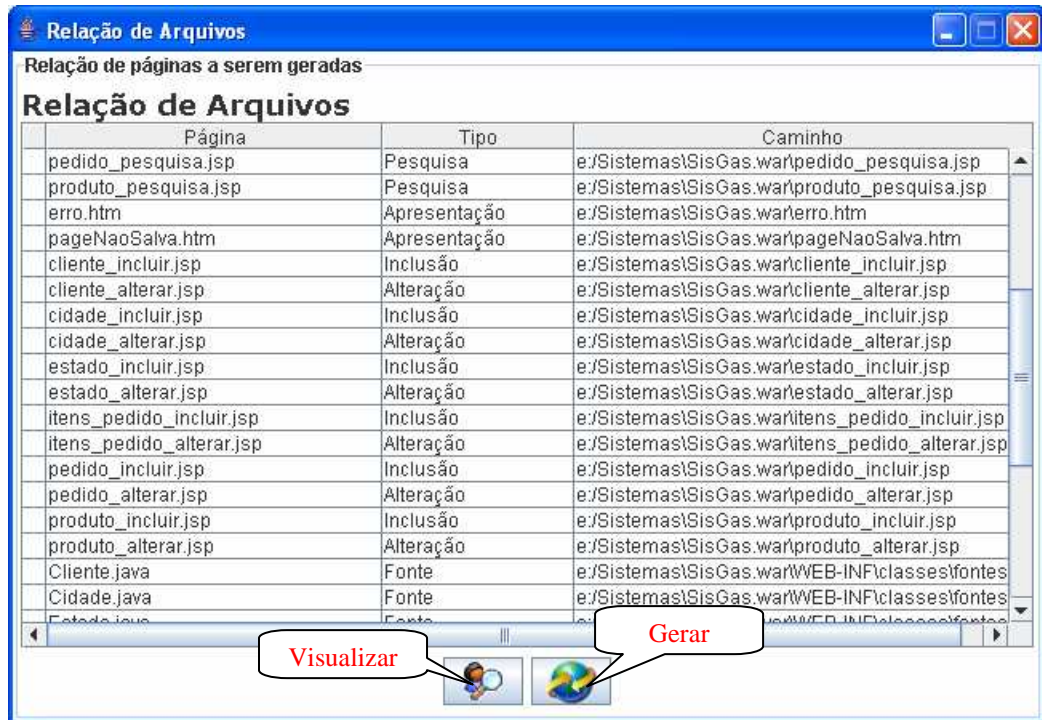 Relação de Arquivos
Relação de páginas a serem geradas
Relação de Arquivos
Página Tipo Caminho
pedido_pesquisa.jsp Pesquisa e:/Sistemas\SisGas.war\pedido_pesquisa.jsp
produto_pesquisa.jsp Pesquisa e:/Sistemas\SisGas.war\produto_pesquisa.jsp
erro.htm Apresentação e:/Sistemas\SisGas.war\erro.htm
pageNaoSalva.htm Apresentação e:/Sistemas\SisGas.war\pageNaoSalva.htm
cliente_incluir.jsp Inclusão e:/Sistemas\SisGas.war\cliente_incluir.jsp
cliente_alterar.jsp Alteração e:/Sistemas\SisGas.war\cliente_alterar.jsp
cidade_incluir.jsp Inclusão e:/Sistemas\SisGas.war\cidade_incluir.jsp
cidade_alterar.jsp Alteração e:/Sistemas\SisGas.war\cidade_alterar.jsp
estado_incluir.jsp Inclusão e:/Sistemas\SisGas.war\estado_incluir.jsp
estado_alterar.jsp Alteração e:/Sistemas\SisGas.war\estado_alterar.jsp
itens_pedido_incluir.jsp Inclusão e:/Sistemas\SisGas.war\itens_pedido_incluir.jsp
itens_pedido_alterar.jsp Alteração e:/Sistemas\SisGas.war\itens_pedido_alterar.jsp
pedido_incluir.jsp Inclusão e:/Sistemas\SisGas.war\pedido_incluir.jsp
pedido_alterar.jsp Alteração e:/Sistemas\SisGas.war\pedido_alterar.jsp
produto_incluir.jsp Inclusão e:/Sistemas\SisGas.war\produto_incluir.jsp
produto_alterar.jsp Alteração e:/Sistemas\SisGas.war\produto_alterar.jsp
Cliente.java Fonte e:/Sistemas\SisGas.war\WEB-INF\classes\fontes
Cidade.java Fonte e:/Sistemas\SisGas.war\WEB-INF\classes\fontes
Estado.java Fonte
Visualizar Gerar